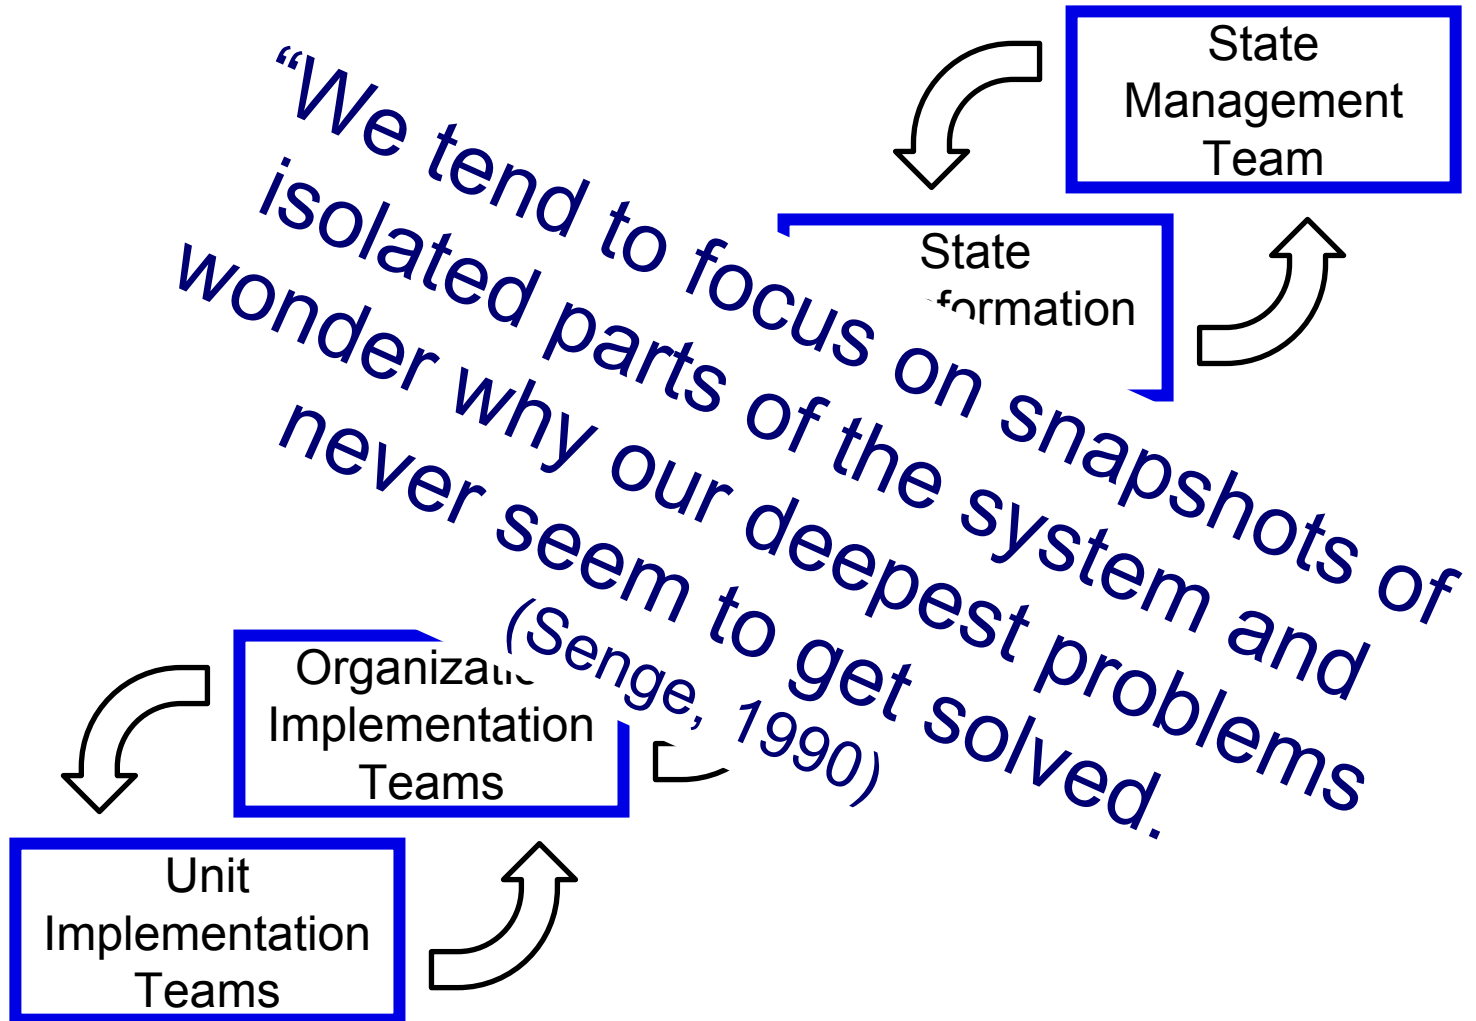 State
Management
Team
“We tend to focus on snapshots of
isolated parts of the system and
wonder why our deepest problems
never seem to get solved.
(Senge, 1990)
State
formation
Organizatio
Implementation
Teams
Unit
Implementation
Teams